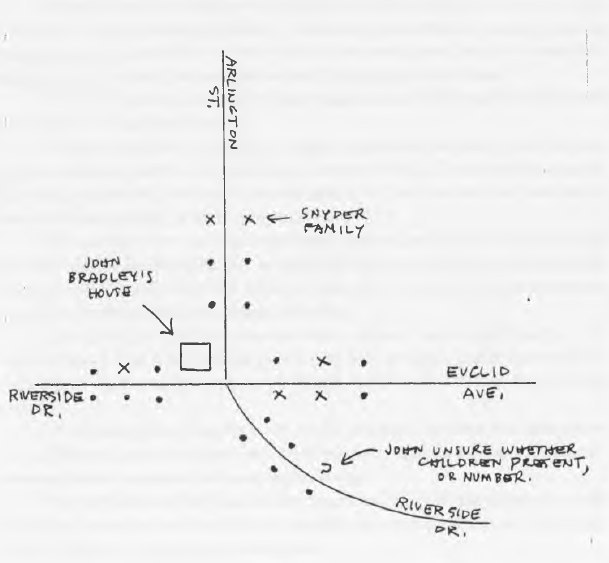 ARLINGTON
ST.
SNYDER
FAMILY
JOHN
BRADLEY'S
HOUSE
EUCLID
AVE.
RIVERSIDE
DR.
JOHN UNSURE WHETHER
CHILDREN PRESENT,
OR NUMBER.
RIVERSIDE
DR.